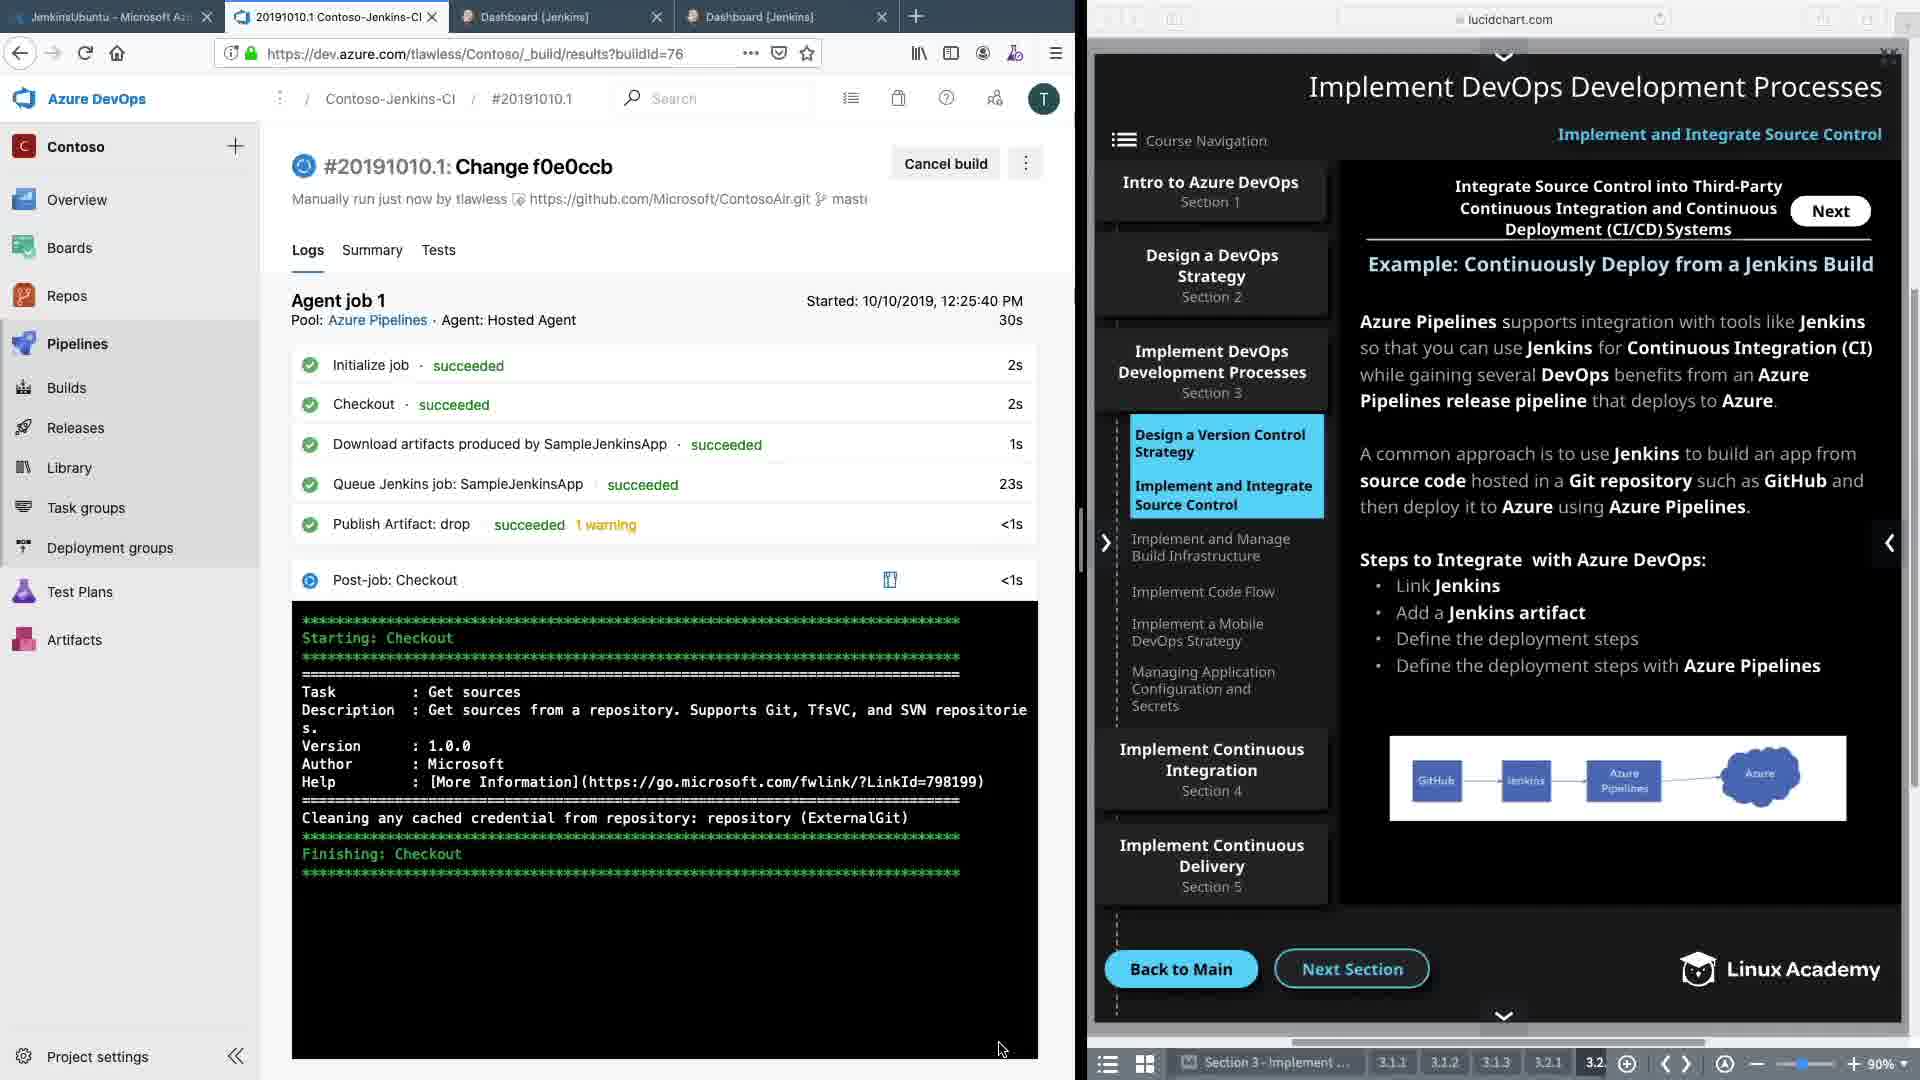 JenkinsUbuntu - Microsoft Az
20191010.1 Contoso-Jenkins-CI
Dashboard [Jenkins]
Dashboard [Jenkins]
https://dev.azure.com/tlawless/Contoso/_build/results?buildId=76
Azure DevOps
/ Contoso-Jenkins-CI / #20191010.1
Search
T
C Contoso
Overview
Boards
Repos
Pipelines
Builds
Releases
Library
Task groups
Deployment groups
Test Plans
Artifacts
Project settings
#20191010.1: Change f0e0ccb
Cancel build
Manually run just now by tlawless https://github.com/Microsoft/ContosoAir.git maste
Logs Summary Tests
Agent job 1
Started: 10/10/2019, 12:25:40 PM
Pool: Azure Pipelines · Agent: Hosted Agent
30s
Initialize job · succeeded 2s
Checkout · succeeded 2s
Download artifacts produced by SampleJenkinsApp · succeeded 1s
Queue Jenkins job: SampleJenkinsApp succeeded 23s
Publish Artifact: drop succeeded 1 warning <1s
Post-job: Checkout <1s
*****************************************************************************
Starting: Checkout
*****************************************************************************
==============================================================================
Task : Get sources
Description : Get sources from a repository. Supports Git, TfsVC, and SVN repositorie
s.
Version : 1.0.0
Author : Microsoft
Help : [More Information](https://go.microsoft.com/fwlink/?LinkId=798199)
==============================================================================
Cleaning any cached credential from repository: repository (ExternalGit)
*****************************************************************************
Finishing: Checkout
*****************************************************************************
lucidchart.com
Implement DevOps Development Processes
Course Navigation
Implement and Integrate Source Control
Intro to Azure DevOps
Section 1
Design a DevOps
Strategy
Section 2
Implement DevOps
Development Processes
Section 3
Design a Version Control
Strategy
Implement and Integrate
Source Control
Implement and Manage
Build Infrastructure
Implement Code Flow
Implement a Mobile
DevOps Strategy
Managing Application
Configuration and
Secrets
Implement Continuous
Integration
Section 4
Implement Continuous
Delivery
Section 5
Integrate Source Control into Third-Party
Continuous Integration and Continuous
Deployment (CI/CD) Systems
Next
Example: Continuously Deploy from a Jenkins Build
Azure Pipelines supports integration with tools like Jenkins
so that you can use Jenkins for Continuous Integration (CI)
while gaining several DevOps benefits from an Azure
Pipelines release pipeline that deploys to Azure.
A common approach is to use Jenkins to build an app from
source code hosted in a Git repository such as GitHub and
then deploy it to Azure using Azure Pipelines.
Steps to Integrate with Azure DevOps:
• Link Jenkins
• Add a Jenkins artifact
• Define the deployment steps
• Define the deployment steps with Azure Pipelines
GitHub
Jenkins
Azure
Pipelines
Azure
Back to Main
Next Section
Linux Academy
Section 3 - Implement ...
3.1.1
3.1.2
3.1.3
3.2.1
3.2.
90%